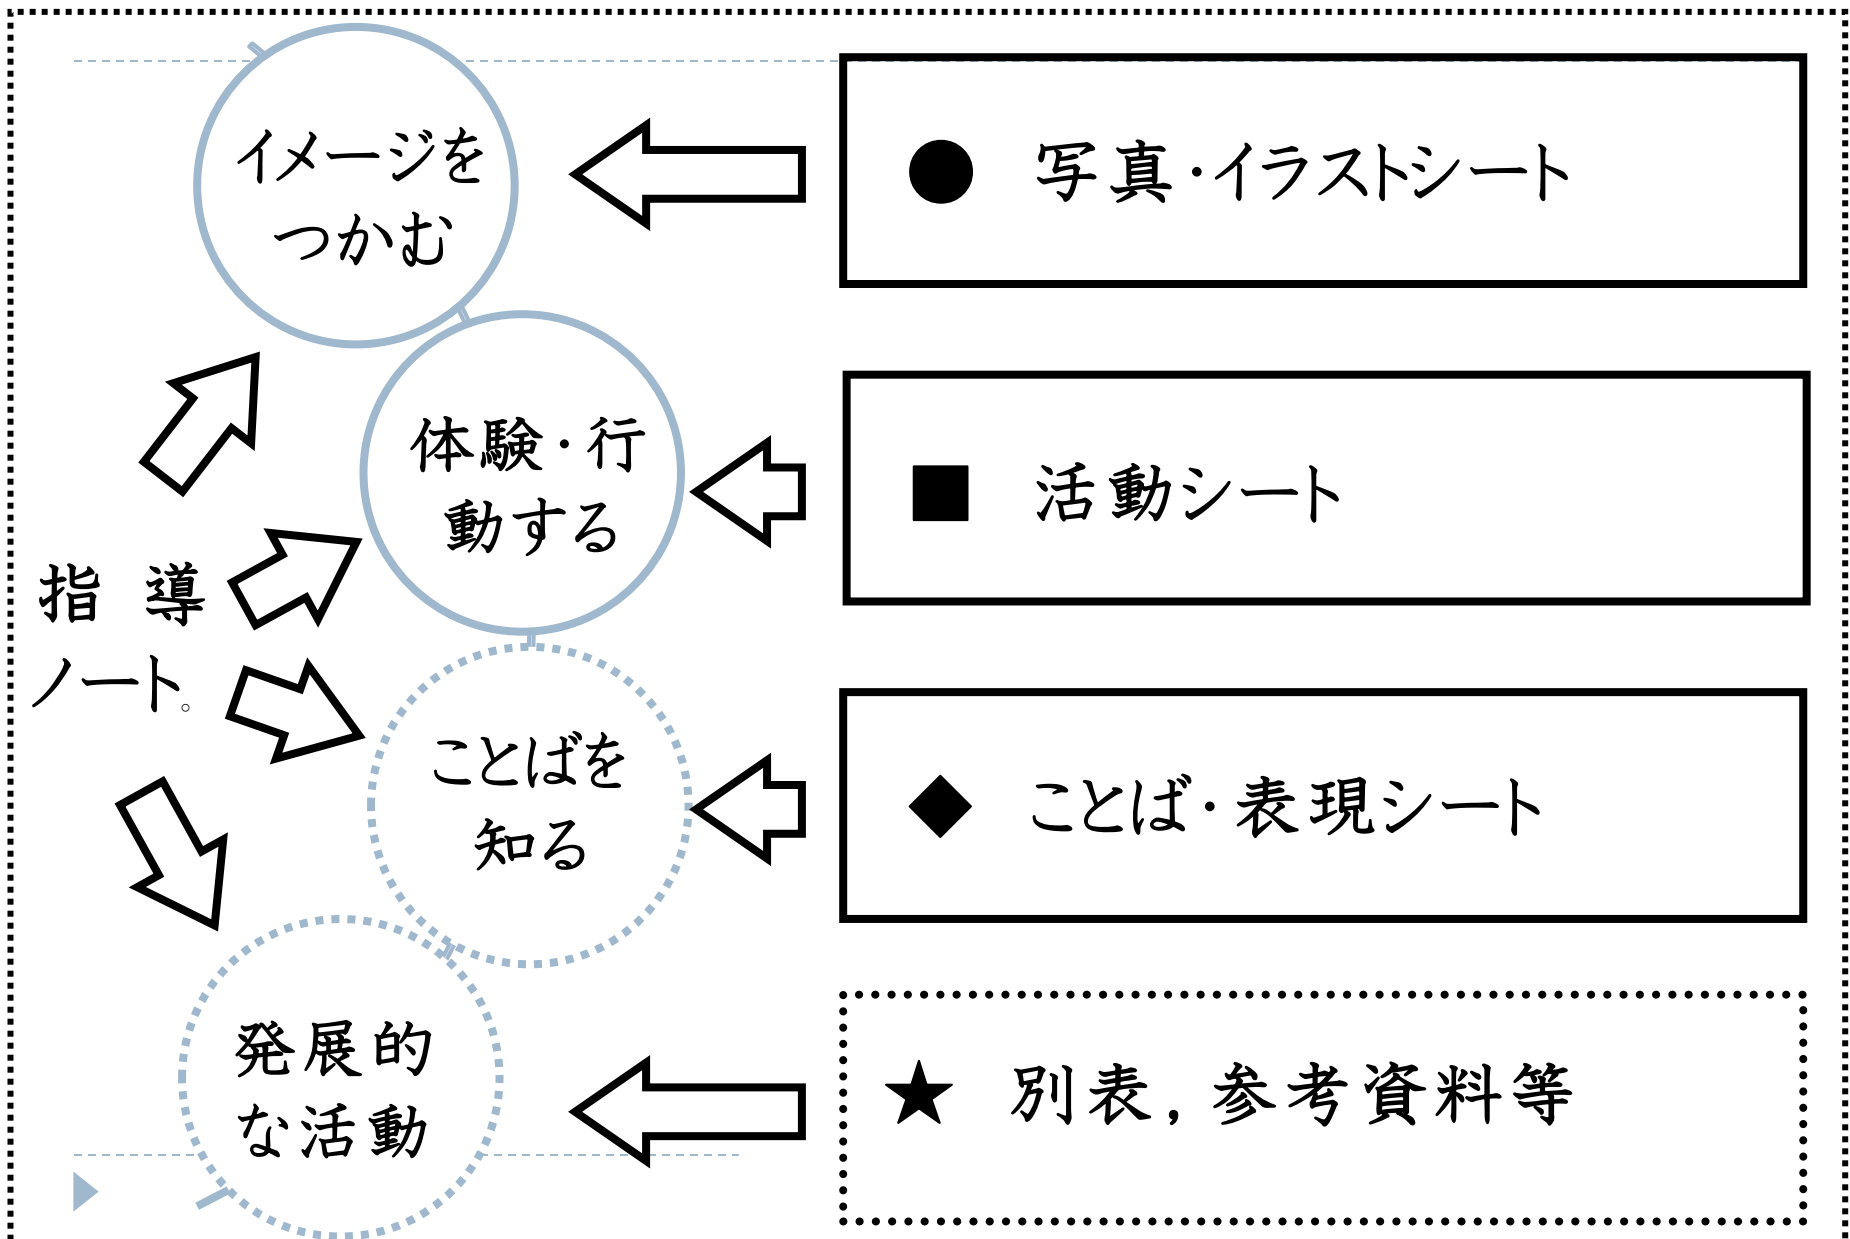 イメージを
つかむ
● 写真・イラストシート
体験・行
動する
■ 活動シート
指 導
ノート。
ことばを
知る
◆ ことば・表現シート
発展的
な活動
★ 別表，参考資料等